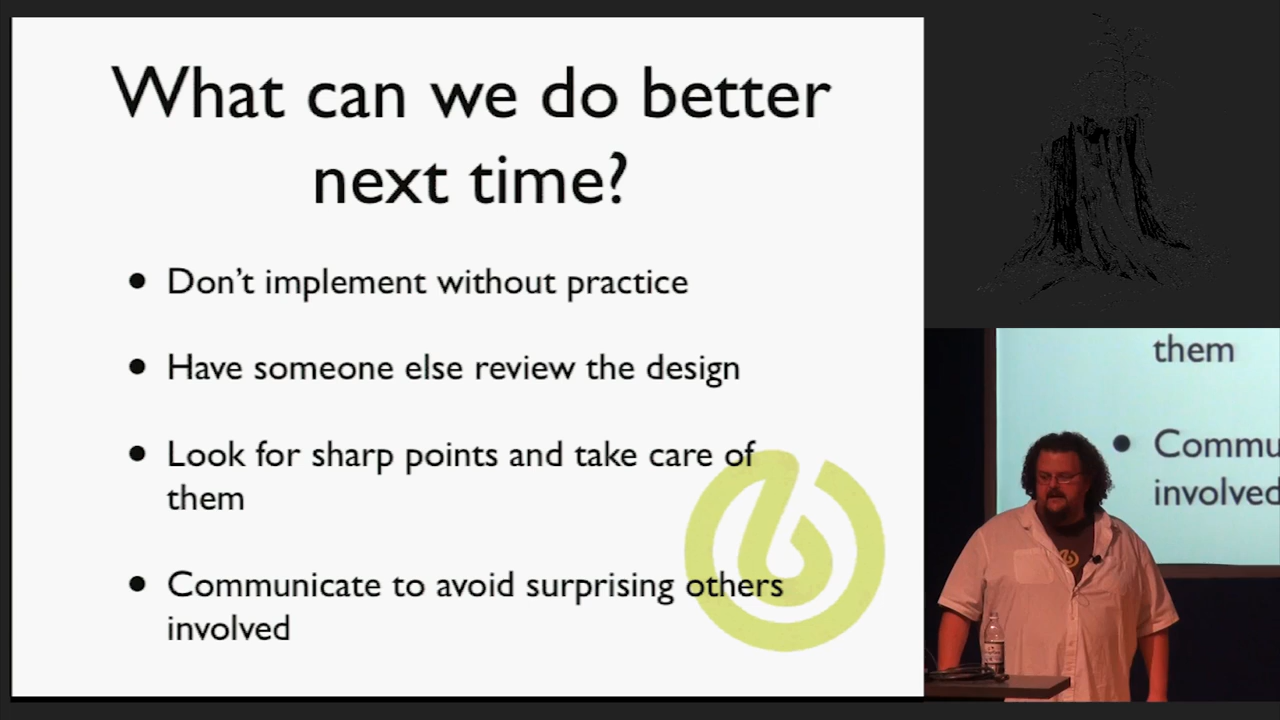 What can we do better
next time?
• Don't implement without practice
• Have someone else review the design
• Look for sharp points and take care of
them
• Communicate to avoid surprising others
involved
them
• Commu
involved